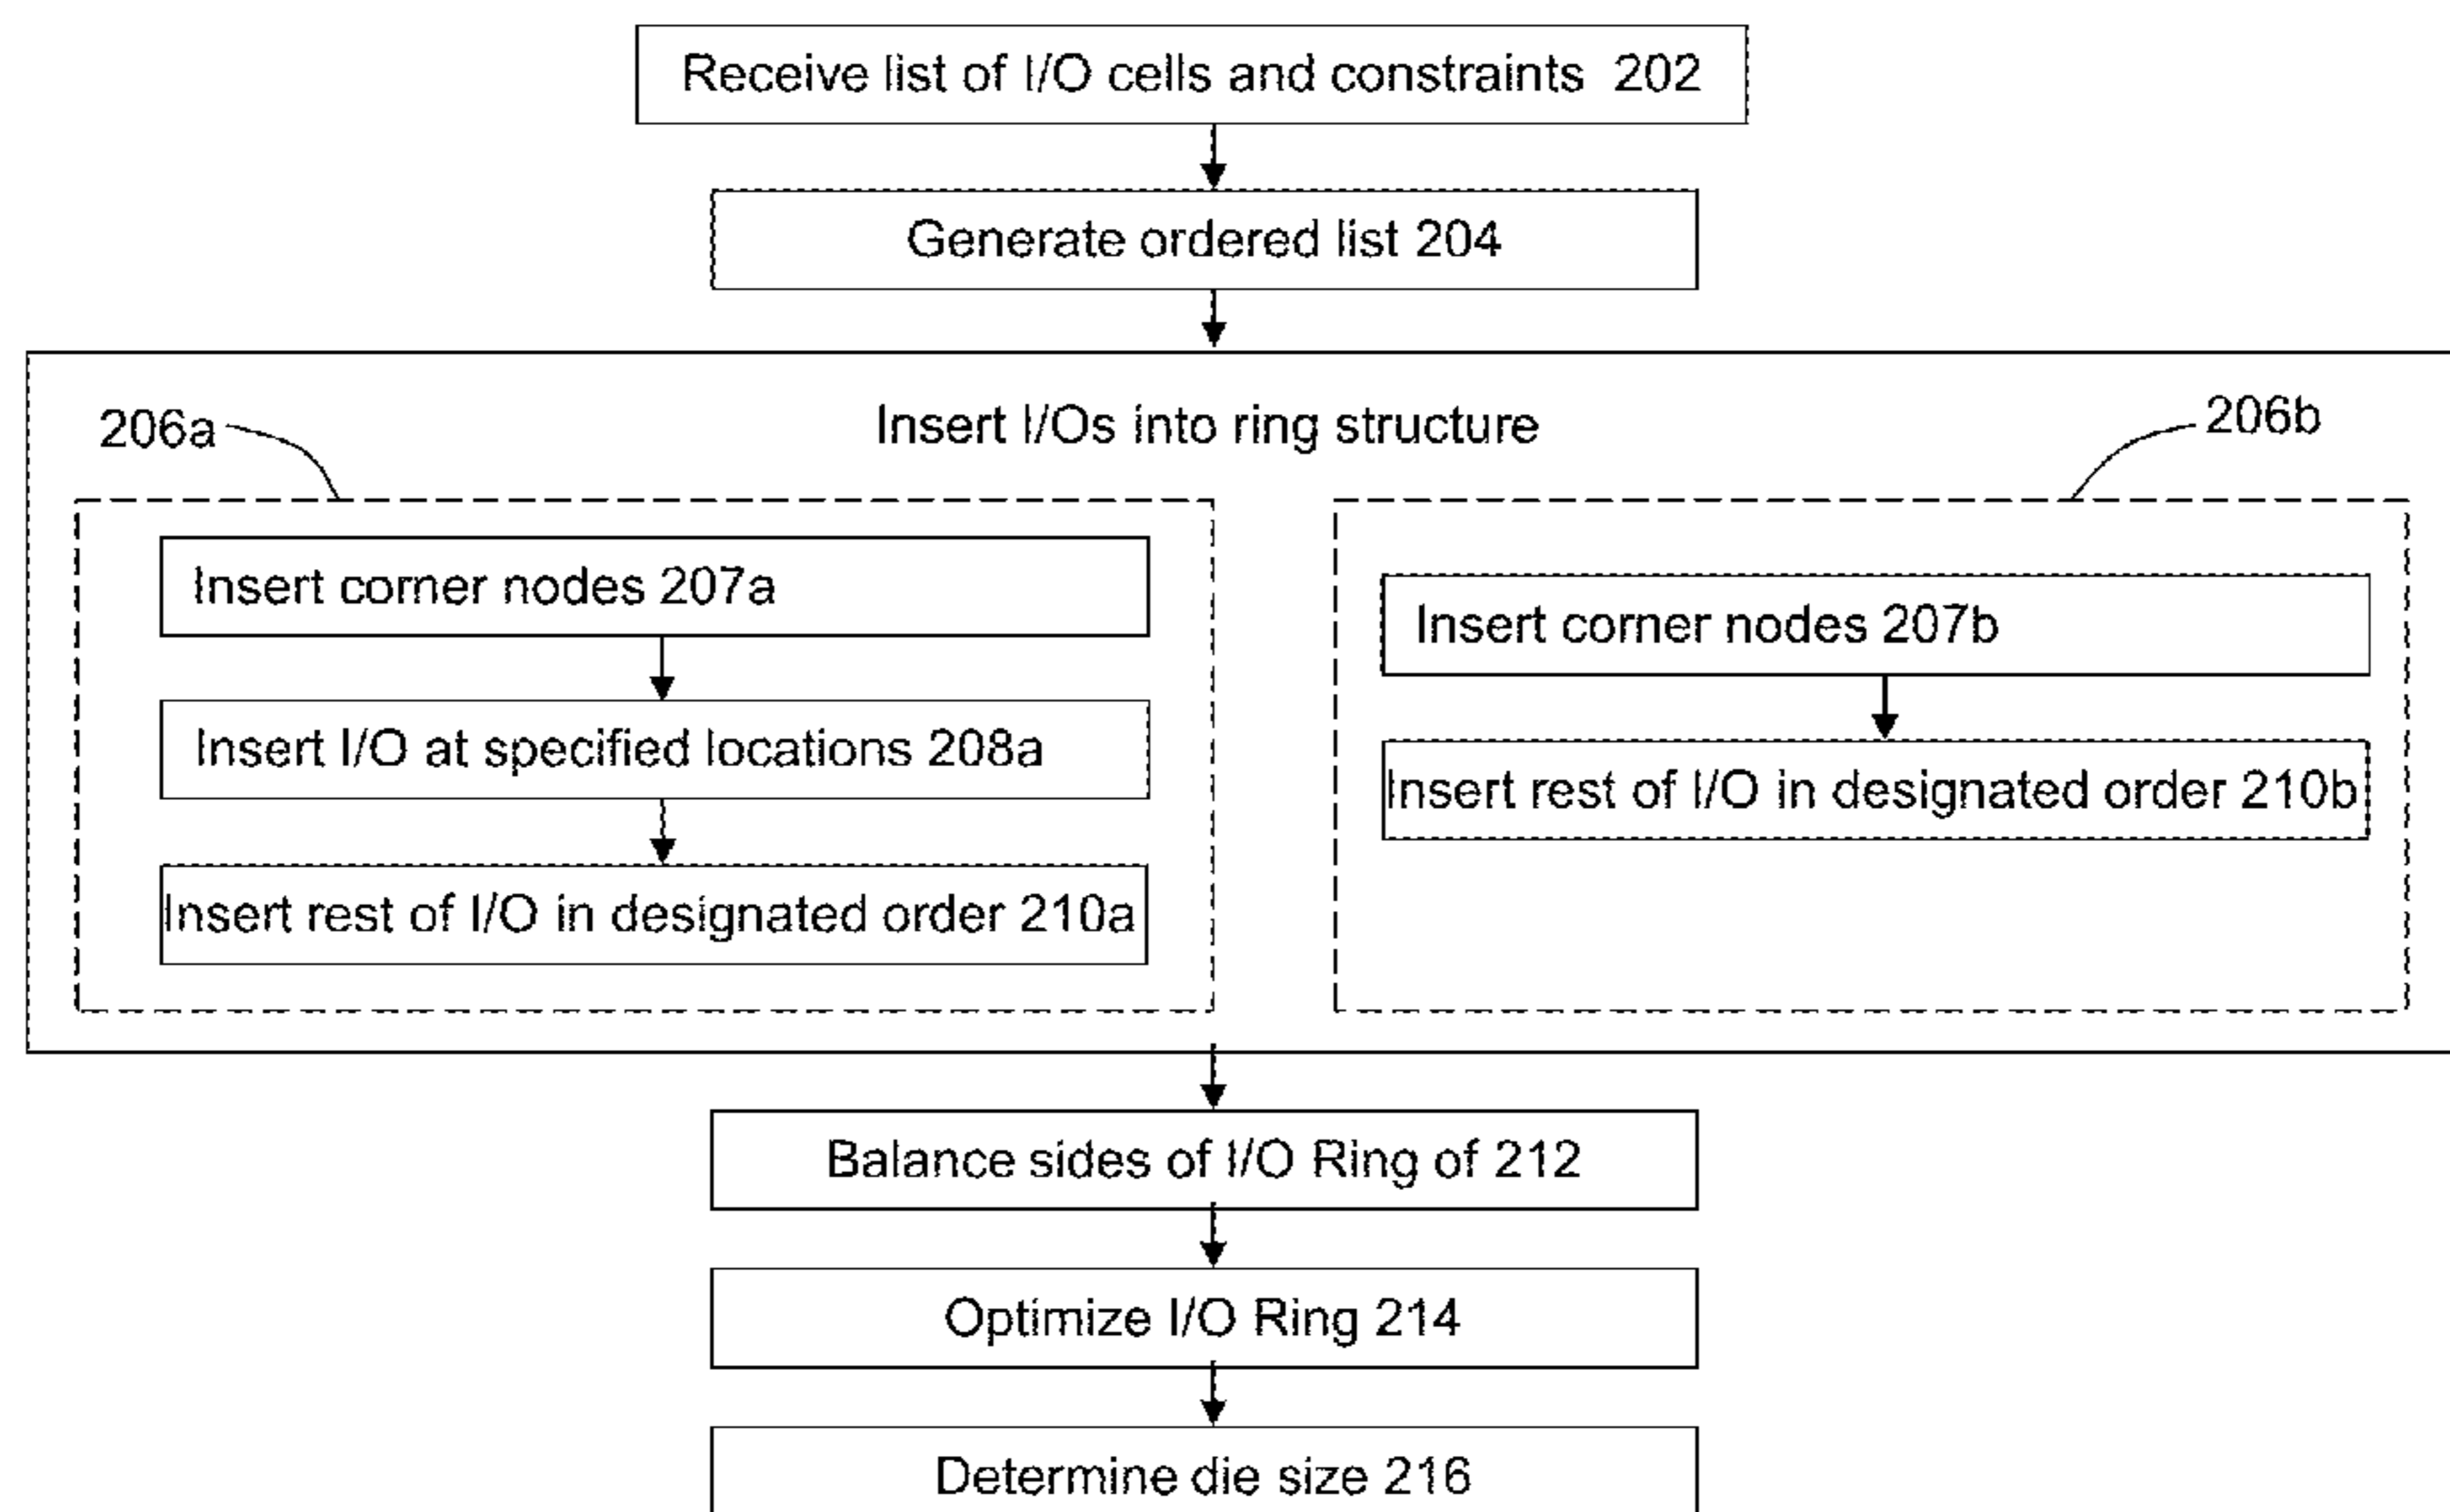 Receive list of I/O cells and constraints 202
Generate ordered list 204
Insert I/Os into ring structure
206a
206b
Insert corner nodes 207a
Insert I/O at specified locations 208a
Insert rest of I/O in designated order 210a
Insert corner nodes 207b
Insert rest of I/O in designated order 210b
Balance sides of I/O Ring of 212
Optimize I/O Ring 214
Determine die size 216